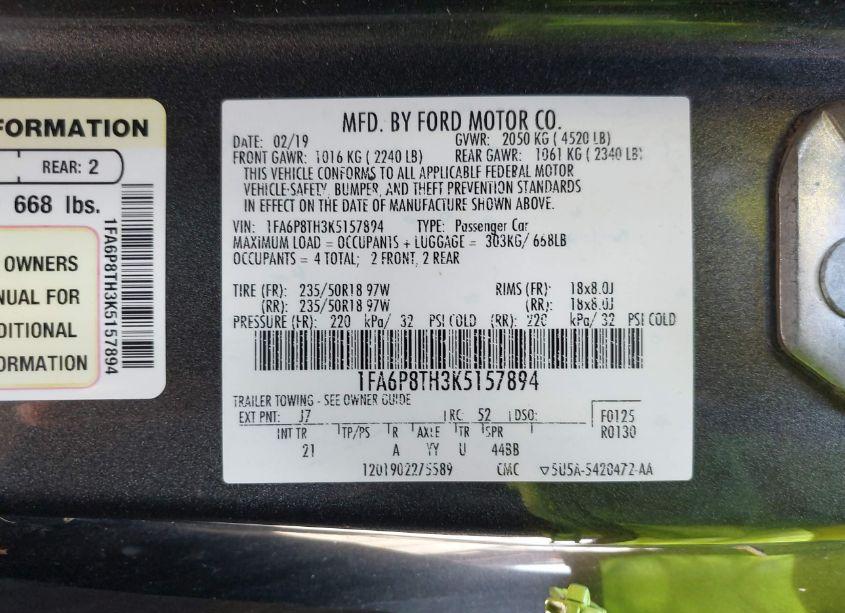 FORMATION
REAR: 2
668 lbs.
OWNERS
NUAL FOR
DITIONAL
FORMATION
1FA6P8TH3K5157894
MFD. BY FORD MOTOR CO.
DATE: 02/19 GVWR: 2050 KG ( 4520 LB)
FRONT GAWR: 1016 KG ( 2240 LB) REAR GAWR: 1061 KG ( 2340 LB)
THIS VEHICLE CONFORMS TO ALL APPLICABLE FEDERAL MOTOR
VEHICLE SAFETY, BUMPER, AND THEFT PREVENTION STANDARDS
IN EFFECT ON THE DATE OF MANUFACTURE SHOWN ABOVE.
VIN: 1FA6P8TH3K5157894 TYPE: Passenger Car
MAXIMUM LOAD = OCCUPANTS + LUGGAGE = 303KG/ 668LB
OCCUPANTS = 4 TOTAL; 2 FRONT, 2 REAR
TIRE (FR): 235/50R18 97W RIMS (FR): 18x8.0J
(RR): 235/50R18 97W (RR): 18x8.0J
PRESSURE (FR): 220 kPa/ 32 PSI COLD (RR): 220 kPa/ 32 PSI COLD
1FA6P8TH3K5157894
TRAILER TOWING - SEE OWNER GUIDE
EXT PNT: J7 RC: 52 DSO: F0125
INT TR TP/PS R AXLE TR SPR R0130
21 A YY U 44BB
1201902275589 CMC 5U5A-5420472-AA